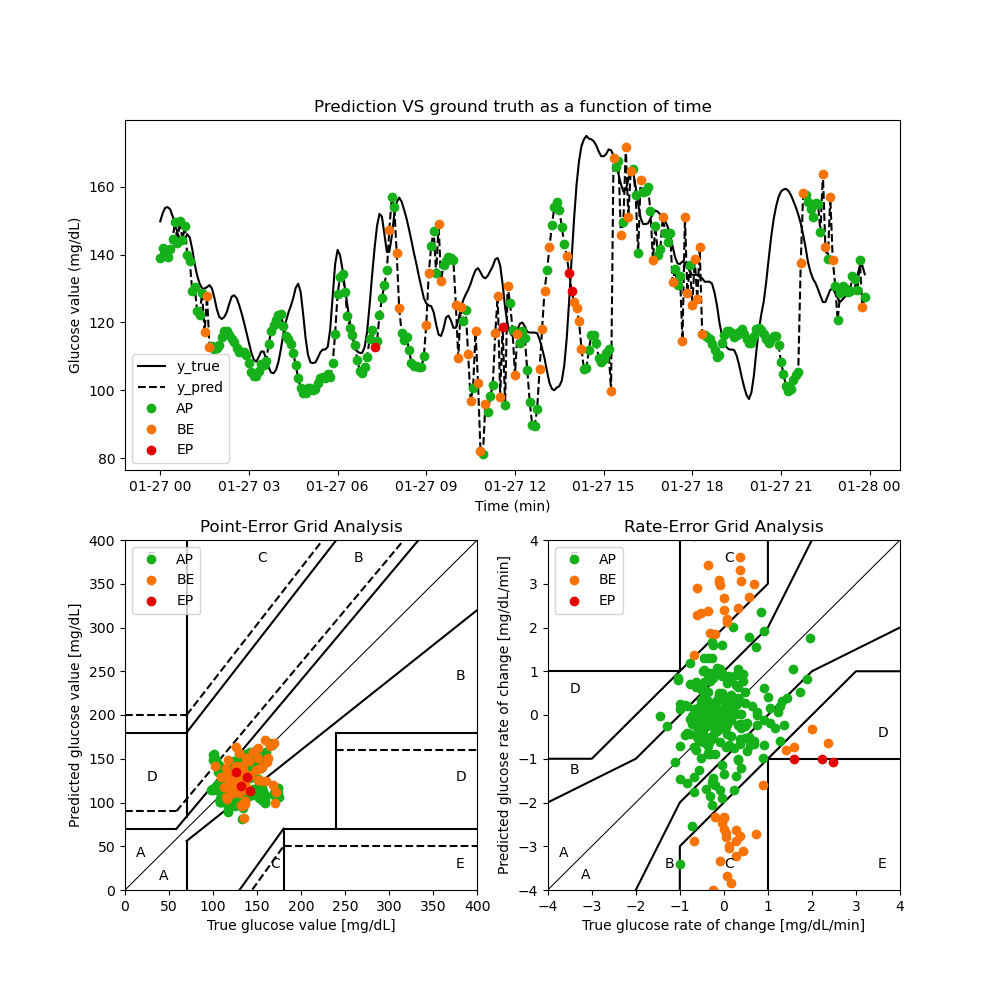 Prediction VS ground truth as a function of time
Glucose value (mg/dL)
160
140
120
100
80
y_true
y_pred
AP
BE
EP
01-27 00 01-27 03 01-27 06 01-27 09 01-27 12 01-27 15 01-27 18 01-27 21 01-28 00
Time (min)
Point-Error Grid Analysis
Predicted glucose value [mg/dL]
400
350
300
250
200
150
100
50
0
AP
BE
EP
C
B
B
D
D
A
A
C
E
0 50 100 150 200 250 300 350 400
True glucose value [mg/dL]
Rate-Error Grid Analysis
Predicted glucose rate of change [mg/dL/min]
4
3
2
1
0
−1
−2
−3
−4
AP
BE
EP
C
D
D
B
A
A
B
C
E
−4 −3 −2 −1 0 1 2 3 4
True glucose rate of change [mg/dL/min]